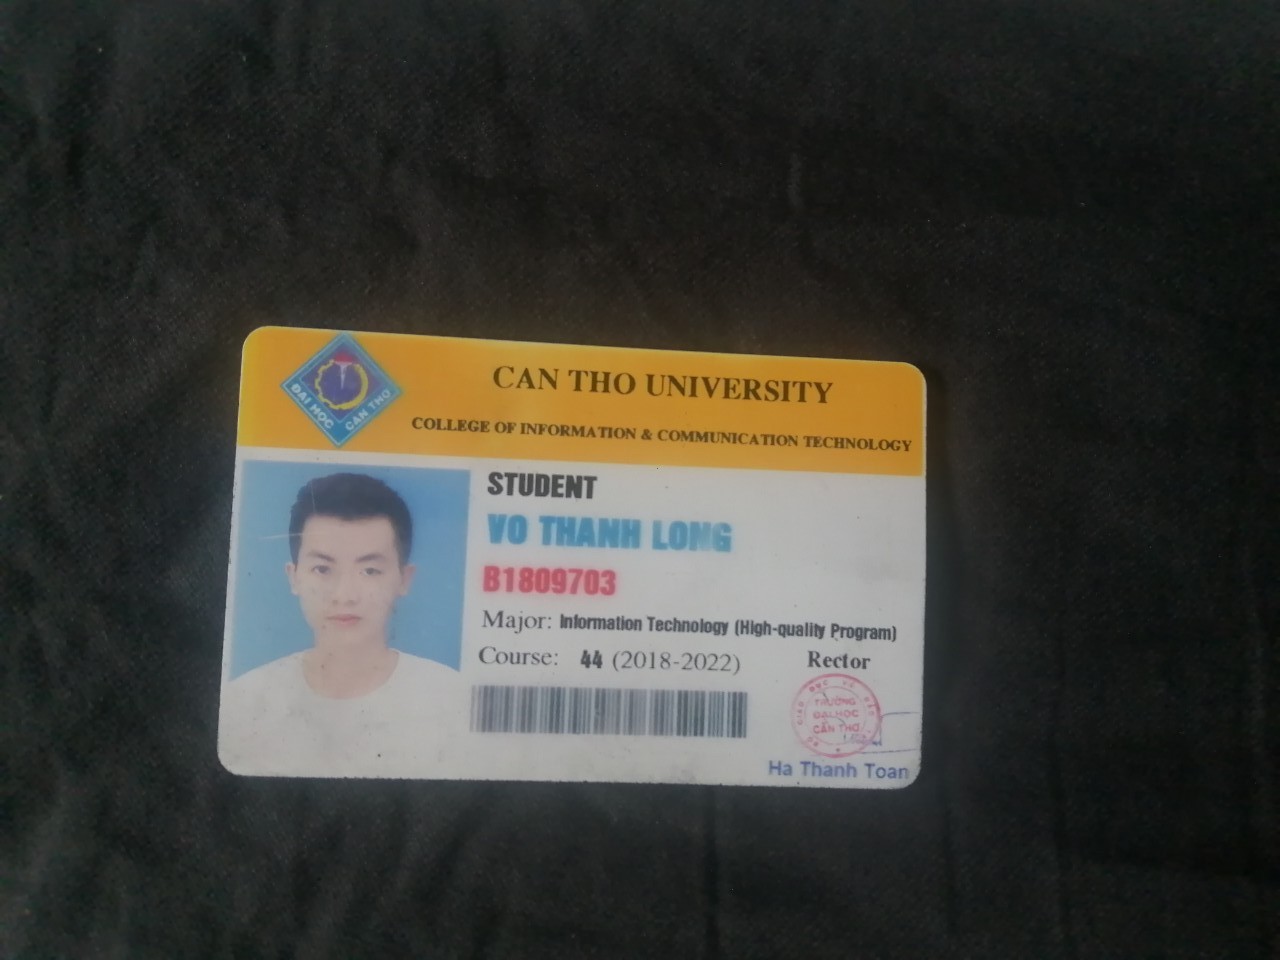 ĐẠI HỌC
CẦN THƠ
CAN THO UNIVERSITY
COLLEGE OF INFORMATION & COMMUNICATION TECHNOLOGY
STUDENT
VO THANH LONG
B1809703
Major: Information Technology (High-quality Program)
Course: 44 (2018-2022)
Rector
TRƯỜNG
ĐẠI HỌC
CẦN THƠ
Ha Thanh Toan